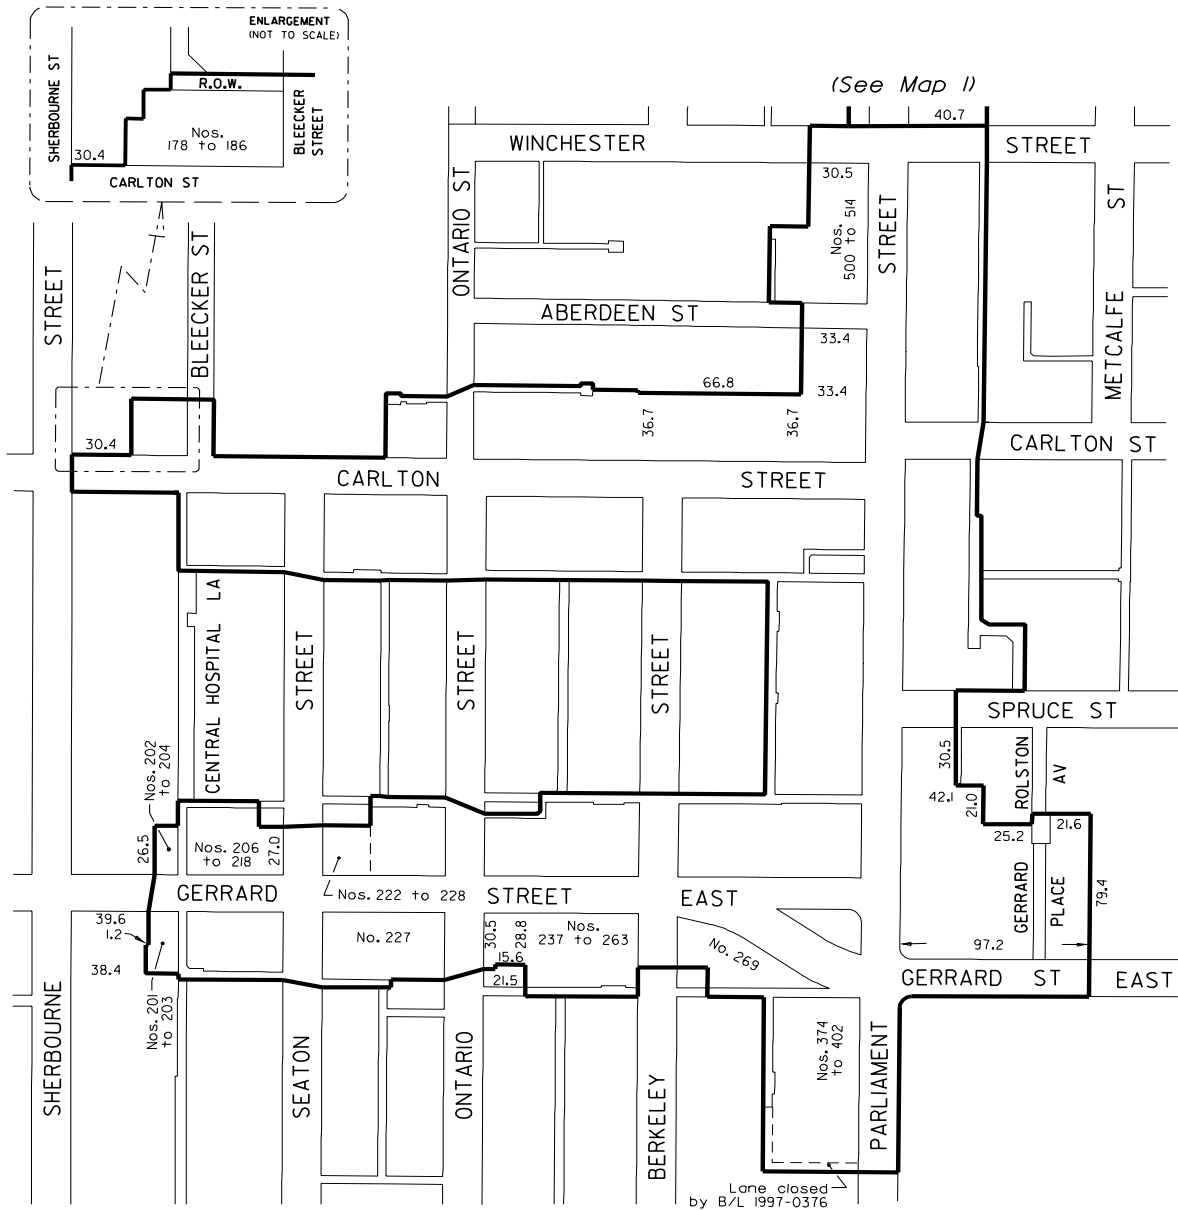 ENLARGEMENT
(NOT TO SCALE)
SHERBOURNE ST
R.O.W.
Nos.
178 to 186
BLEECKER
STREET
30.4
CARLTON ST
(See Map 1)
40.7
WINCHESTER
STREET
30.5
Nos.
500 to 514
STREET
ONTARIO ST
METCALFE ST
STREET
BLEECKER ST
ABERDEEN ST
33.4
66.8
33.4
36.7
36.7
30.4
CARLTON ST
CARLTON
STREET
CENTRAL HOSPITAL LA
STREET
STREET
STREET
SPRUCE ST
Nos. 202
to 204
30.5
ROLSTON
AV
42.1
21.0
25.2
21.6
26.5
Nos. 206
to 218
27.0
Nos. 222 to 228
GERRARD
STREET
EAST
GERRARD
PLACE
79.4
39.6
1.2
38.4
No. 227
30.5
28.8
Nos.
237 to 263
15.6
21.5
No. 269
97.2
GERRARD ST EAST
Nos. 201
to 203
SHERBOURNE
SEATON
ONTARIO
BERKELEY
Nos. 374
to 402
PARLIAMENT
Lane closed
by B/L 1997-0376